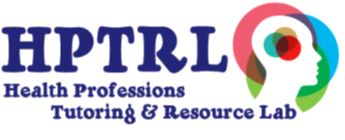 HPTRL
Health Professions
Tutoring & Resource Lab